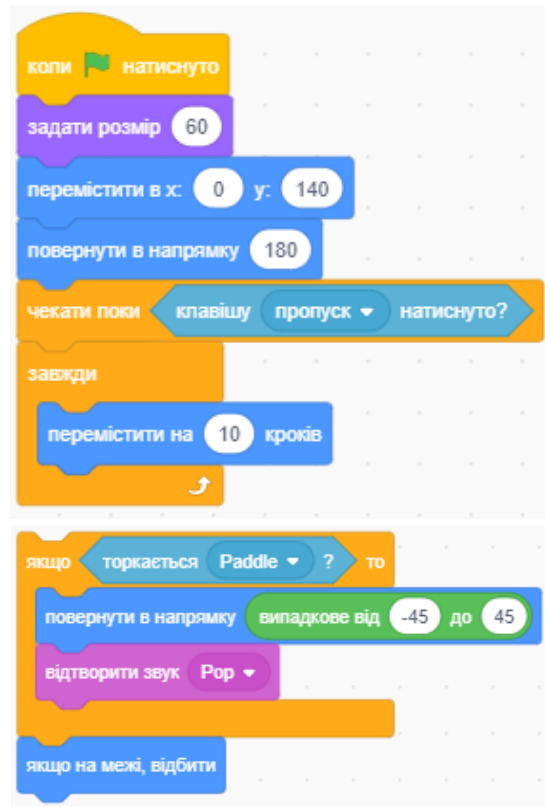 коли натиснуто
задати розмір 60
перемістити в x: 0 y: 140
повернути в напрямку 180
чекати поки клавішу пропуск натиснуто?
завжди
перемістити на 10 кроків
якщо торкається Paddle ? то
повернути в напрямку випадкове від -45 до 45
відтворити звук Pop
якщо на межі, відбити